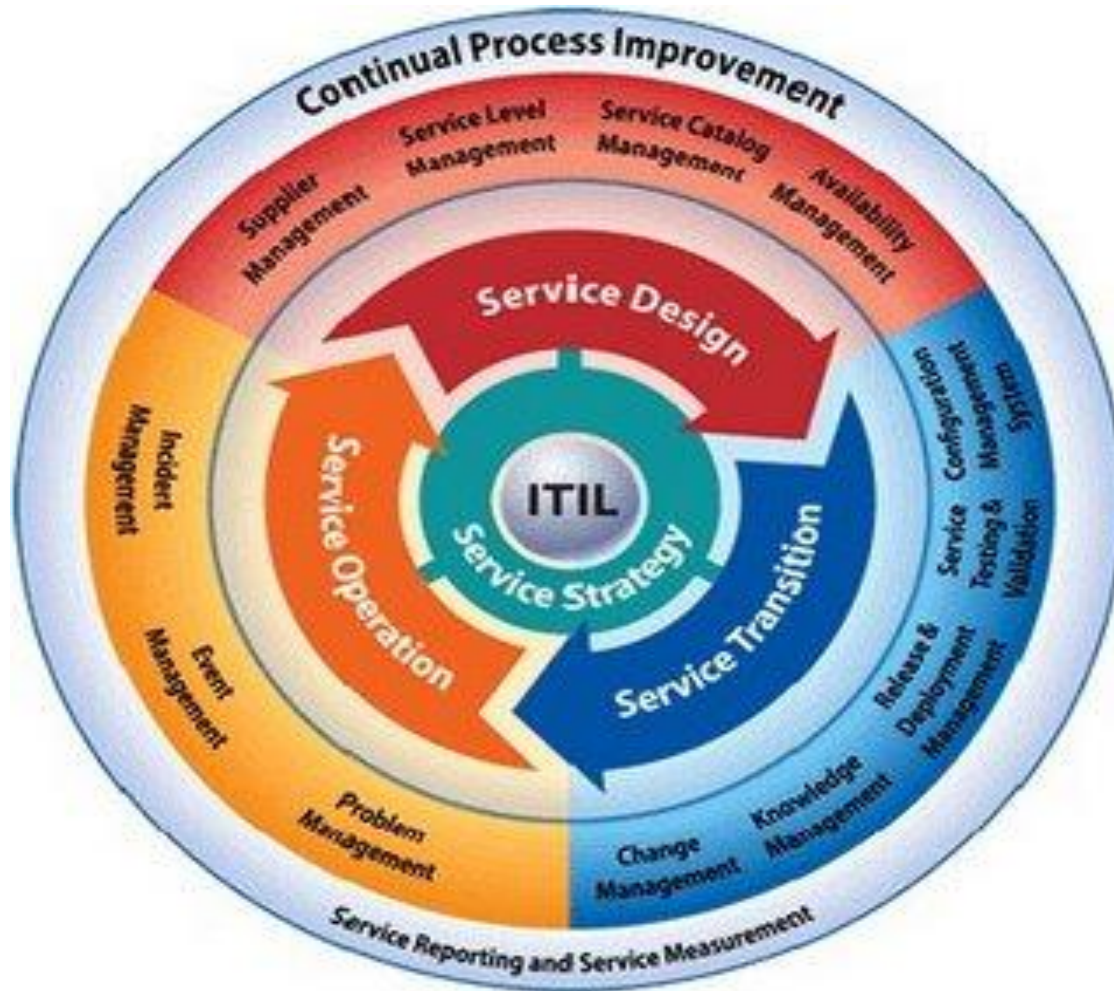 Continual Process Improvement
Supplier
Management
Service Level
Management
Service Catalog
Management
Availability
Management
Configuration
Management
System
Service
Testing &
Validation
Release &
Deployment
Management
Knowledge
Management
Change
Management
Problem
Management
Event
Management
Incidert
Management
Service Design
Service Transition
Service Operation
Service Strategy
ITIL
Service Reporting and Service Measurement